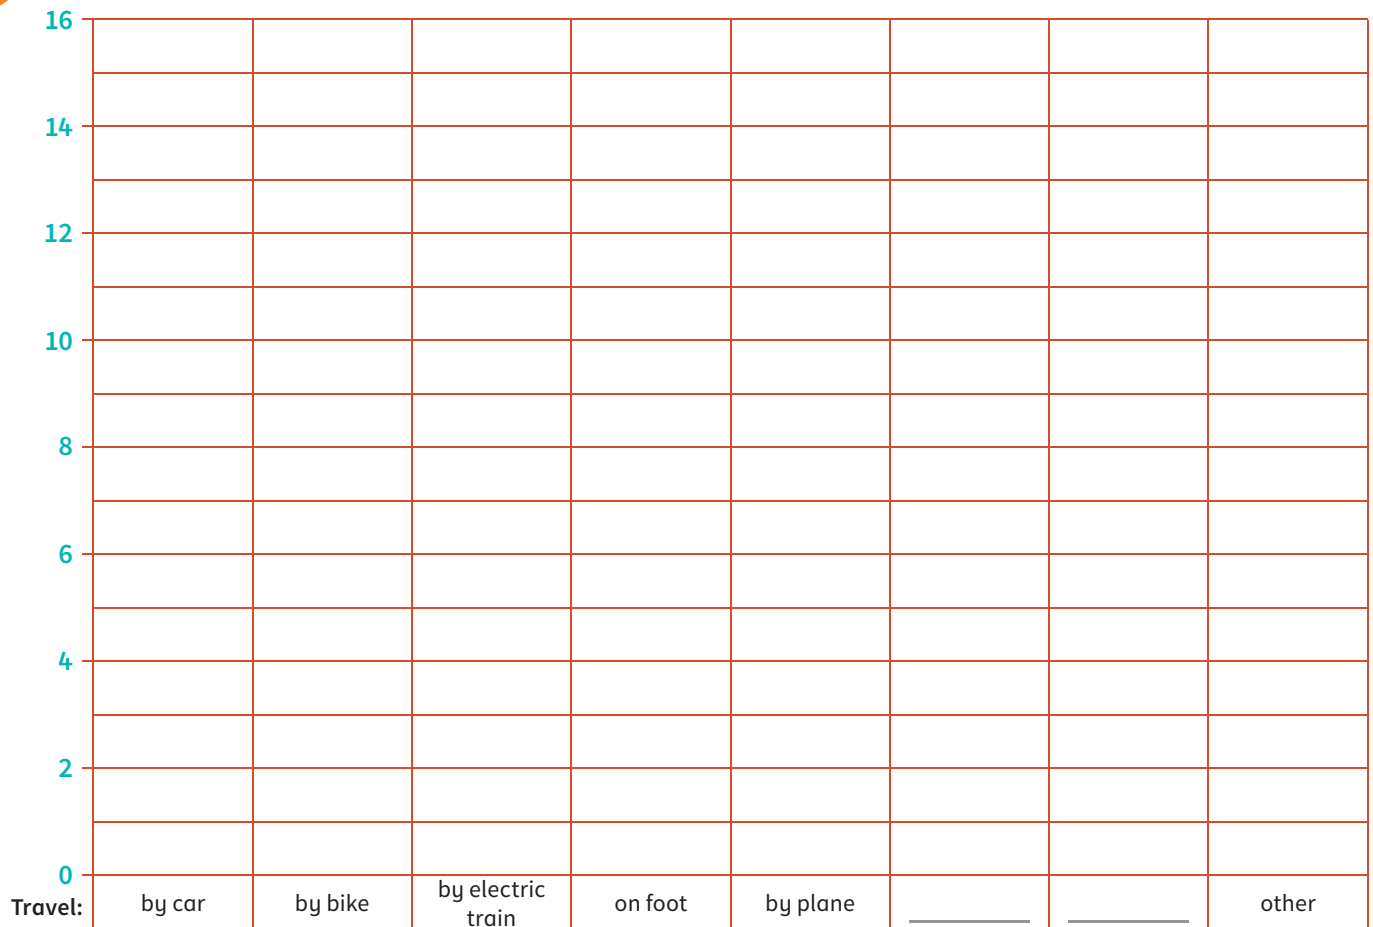 16
14
12
10
8
6
4
2
0
Travel:
by car
by bike
by electric
train
on foot
by plane
other